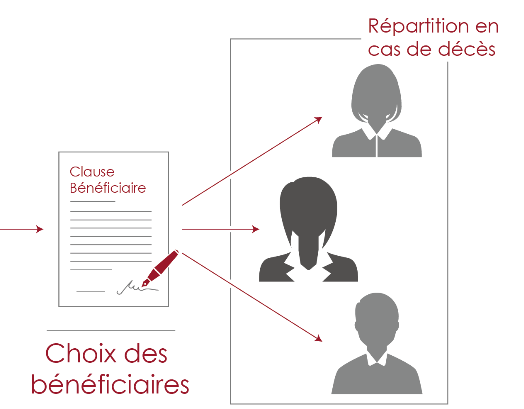 Répartition en
cas de décès
Clause
Bénéficiaire
Choix des
bénéficiaires